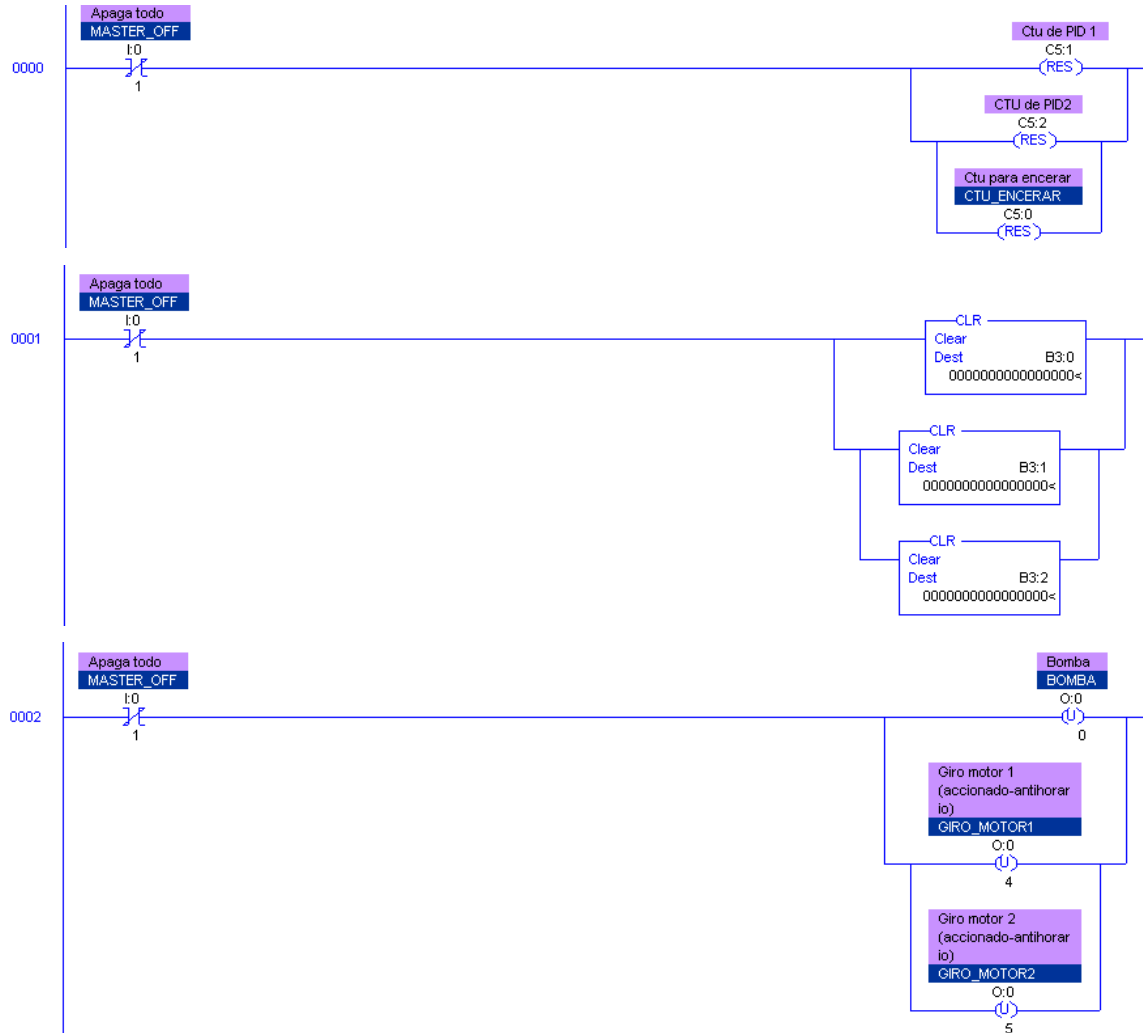 Apaga todo
MASTER_OFF
I:0
1
0000
Ctu de PID 1
C5:1
RES
CTU de PID2
C5:2
RES
Ctu para encerar
CTU_ENCERAR
C5:0
RES
Apaga todo
MASTER_OFF
I:0
1
0001
CLR
Clear
Dest B3:0
0000000000000000<
CLR
Clear
Dest B3:1
0000000000000000<
CLR
Clear
Dest B3:2
0000000000000000<
Apaga todo
MASTER_OFF
I:0
1
0002
Bomba
BOMBA
O:0
U
0
Giro motor 1
(accionado-antihorar
io)
GIRO_MOTOR1
O:0
U
4
Giro motor 2
(accionado-antihorar
io)
GIRO_MOTOR2
O:0
U
5